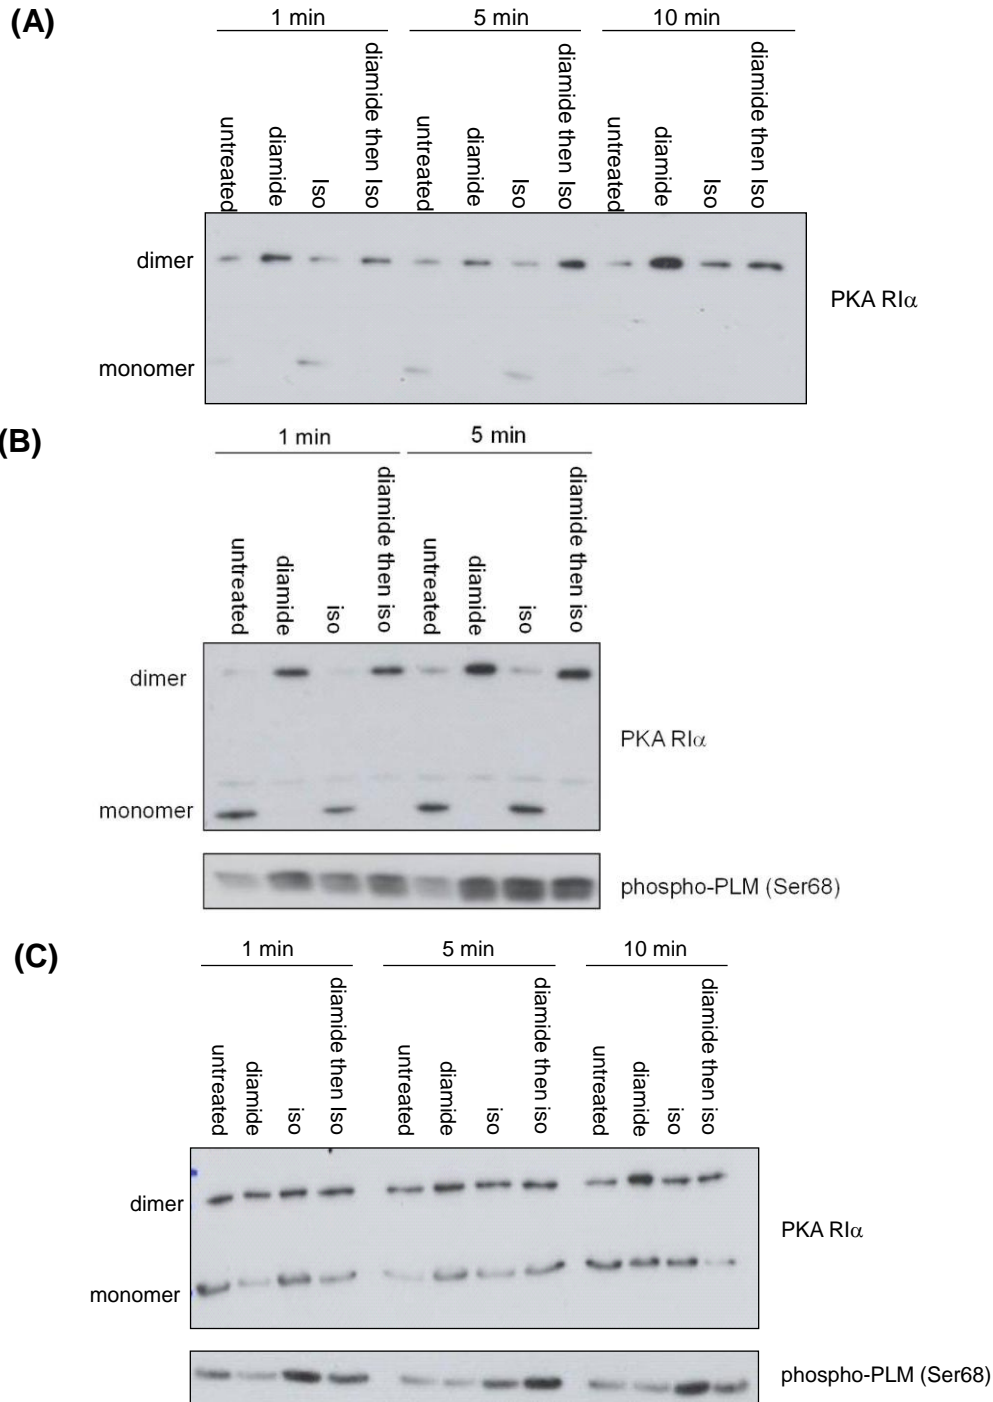 (A)
1 min 5 min 10 min
untreated diamide Iso diamide then Iso untreated diamide Iso diamide then Iso untreated diamide Iso diamide then Iso
dimer
PKA RIα
monomer
(B)
1 min 5 min
untreated diamide iso diamide then iso untreated diamide iso diamide then iso
dimer
PKA RIα
monomer
phospho-PLM (Ser68)
(C)
1 min 5 min 10 min
untreated diamide iso diamide then Iso untreated diamide iso diamide then iso untreated diamide iso diamide then iso
dimer
PKA RIα
monomer
phospho-PLM (Ser68)